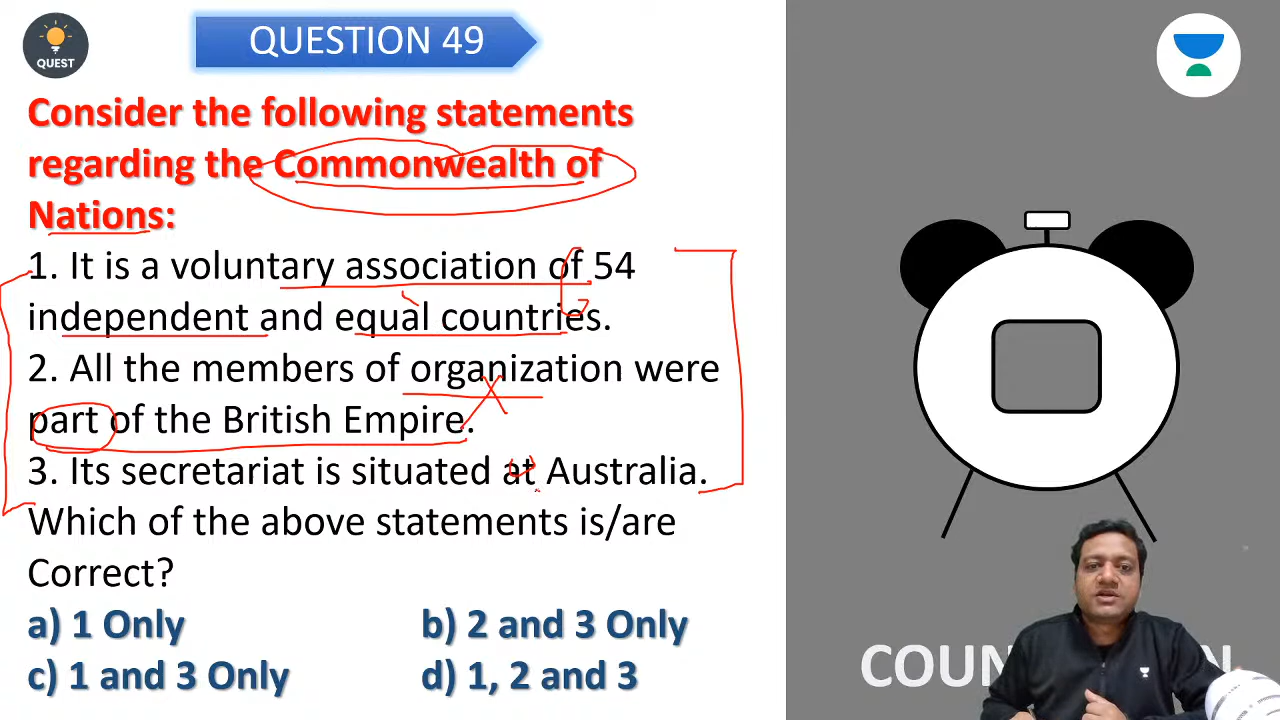 QUEST
QUESTION 49
Consider the following statements
regarding the Commonwealth of
Nations:
1. It is a voluntary association of 54
independent and equal countries.
2. All the members of organization were
part of the British Empire.
3. Its secretariat is situated at Australia.
Which of the above statements is/are
Correct?
a) 1 Only
b) 2 and 3 Only
c) 1 and 3 Only
d) 1, 2 and 3